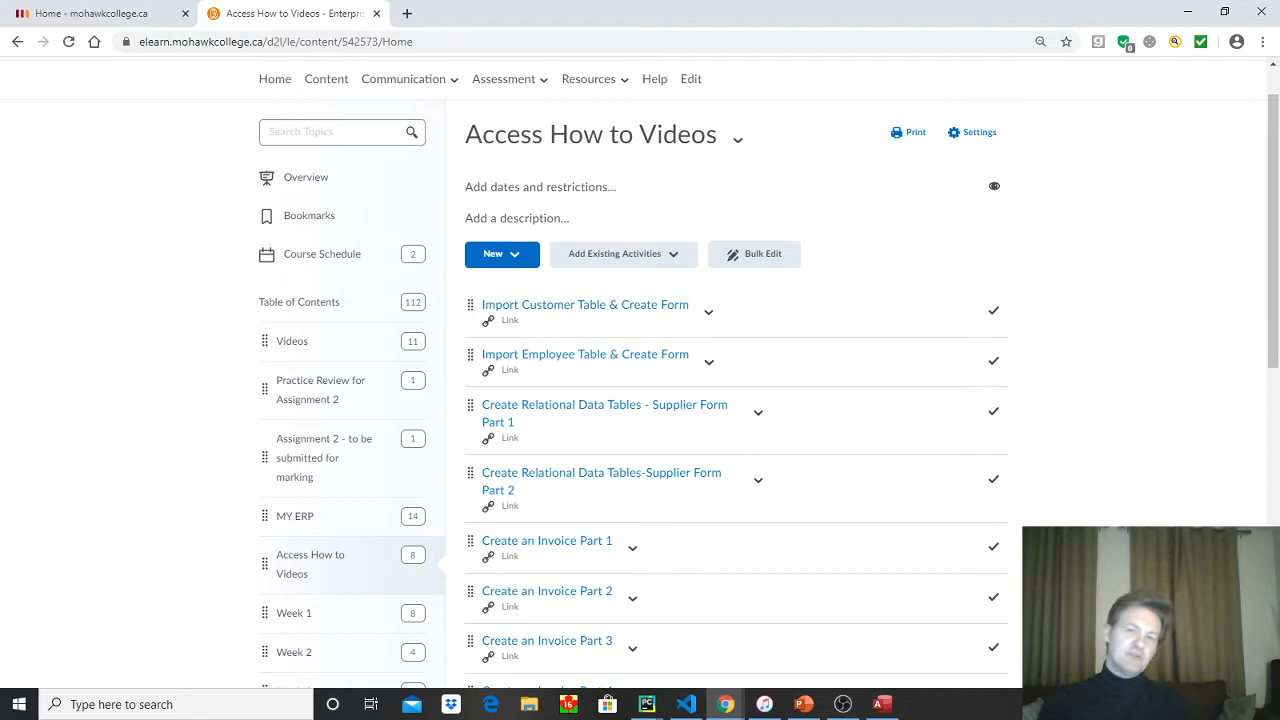 Home - mohawkcollege.ca
Access How to Videos - Enterpris
elearn.mohawkcollege.ca/d2l/le/content/542573/Home
0
Home Content Communication Assessment Resources Help Edit
Search Topics
Overview
Bookmarks
Course Schedule 2
Table of Contents 112
Videos 11
Practice Review for 1
Assignment 2
Assignment 2 - to be 1
submitted for
marking
MY ERP 14
Access How to 8
Videos
Week 1 8
Week 2 4
Access How to Videos
Print Settings
Add dates and restrictions...
Add a description...
New Add Existing Activities Bulk Edit
Import Customer Table & Create Form
Link
Import Employee Table & Create Form
Link
Create Relational Data Tables - Supplier Form
Part 1
Link
Create Relational Data Tables-Supplier Form
Part 2
Link
Create an Invoice Part 1
Link
Create an Invoice Part 2
Link
Create an Invoice Part 3
Link
Type here to search
16
PC